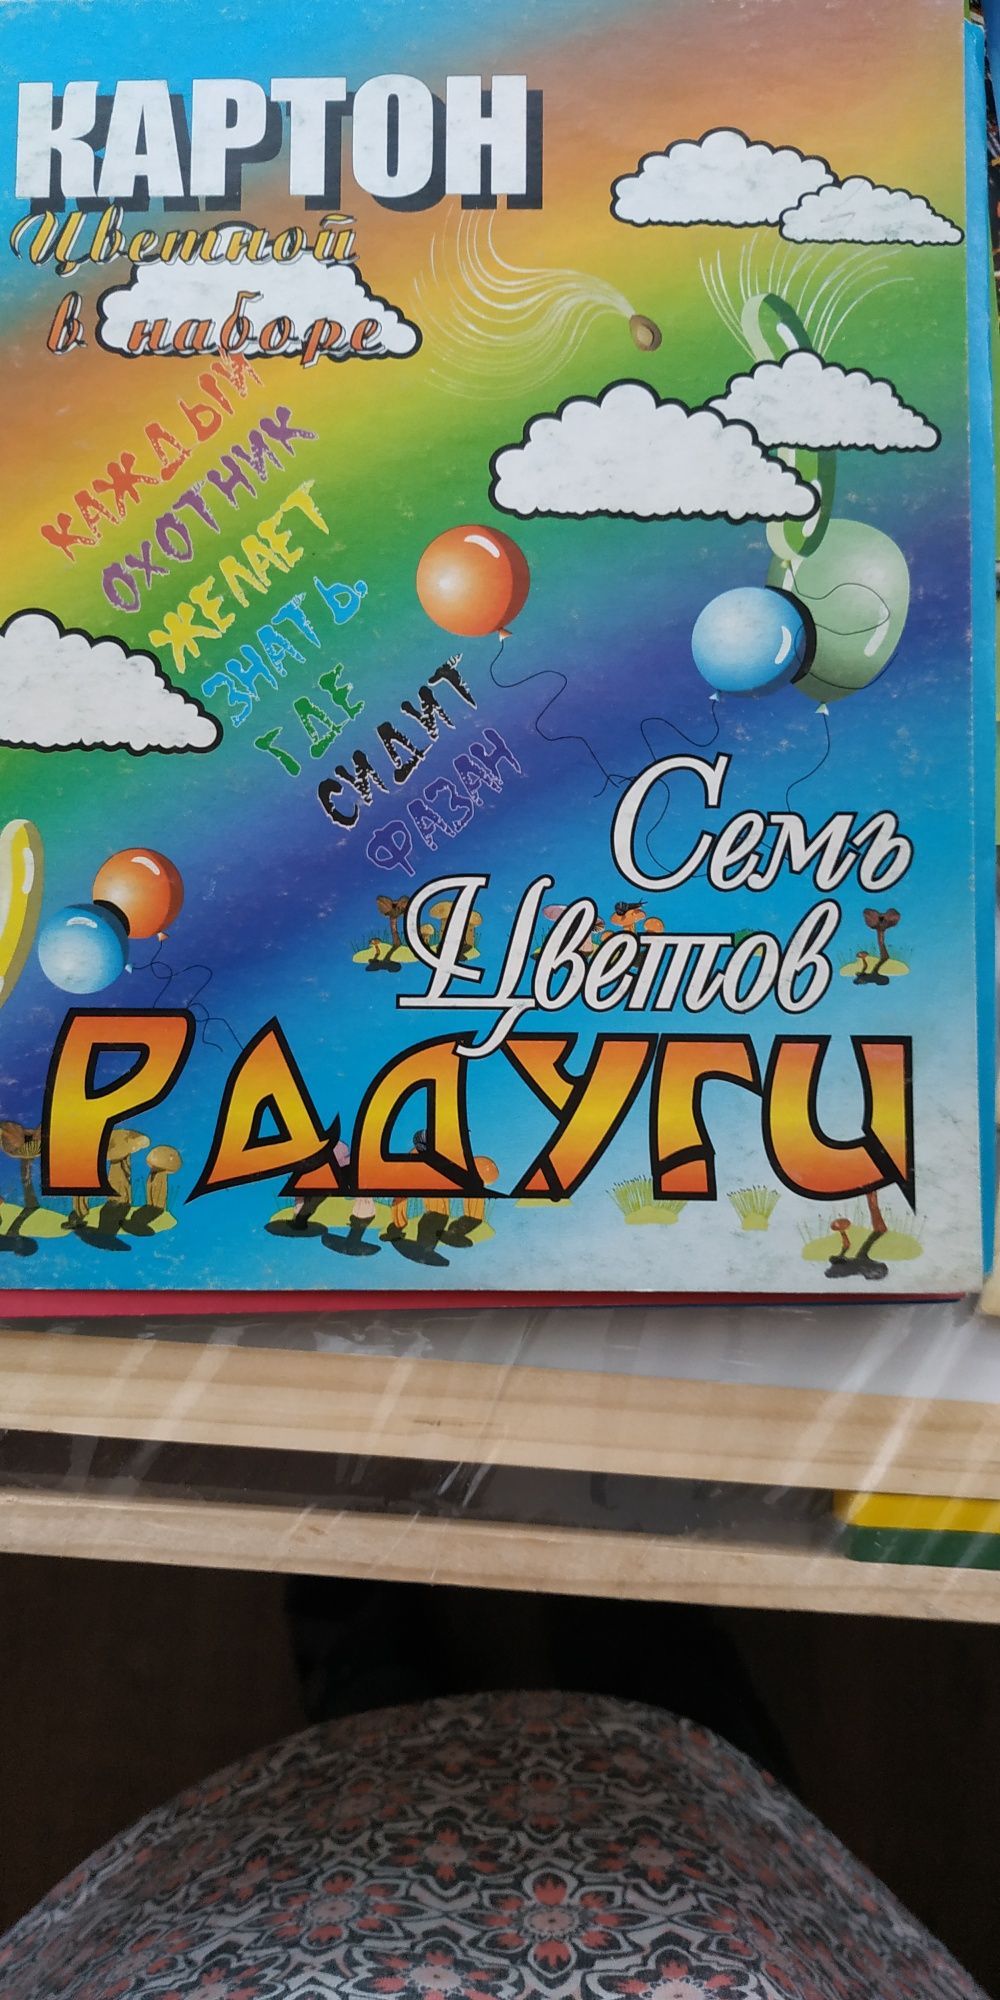 КАРТОН
Цветной
в наборе
КАЖДЫЙ
ОХОТНИК
ЖЕЛАЕТ
ЗНАТЬ,
ГДЕ
СИДИТ
ФАЗАН
Семь
Цветов
РАДУГИ